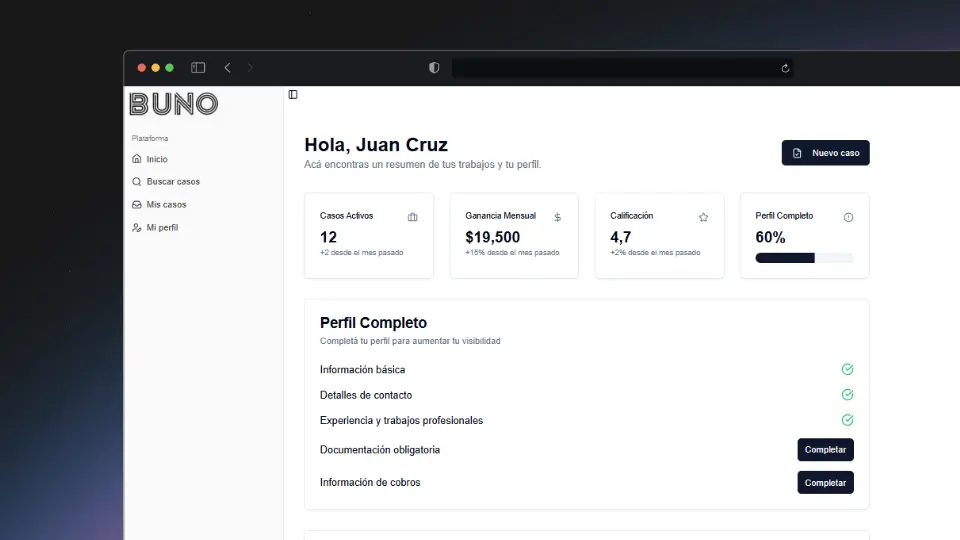 BUNO
Plataforma
Inicio
Buscar casos
Mis casos
Mi perfil
Hola, Juan Cruz
Acá encontras un resumen de tus trabajos y tu perfil.
Nuevo caso
Casos Activos
12
+2 desde el mes pasado
Ganancia Mensual
$19,500
+15% desde el mes pasado
Calificación
4,7
+2% desde el mes pasado
Perfil Completo
60%
Perfil Completo
Completá tu perfil para aumentar tu visibilidad
Información básica
Detalles de contacto
Experiencia y trabajos profesionales
Documentación obligatoria
Completar
Información de cobros
Completar